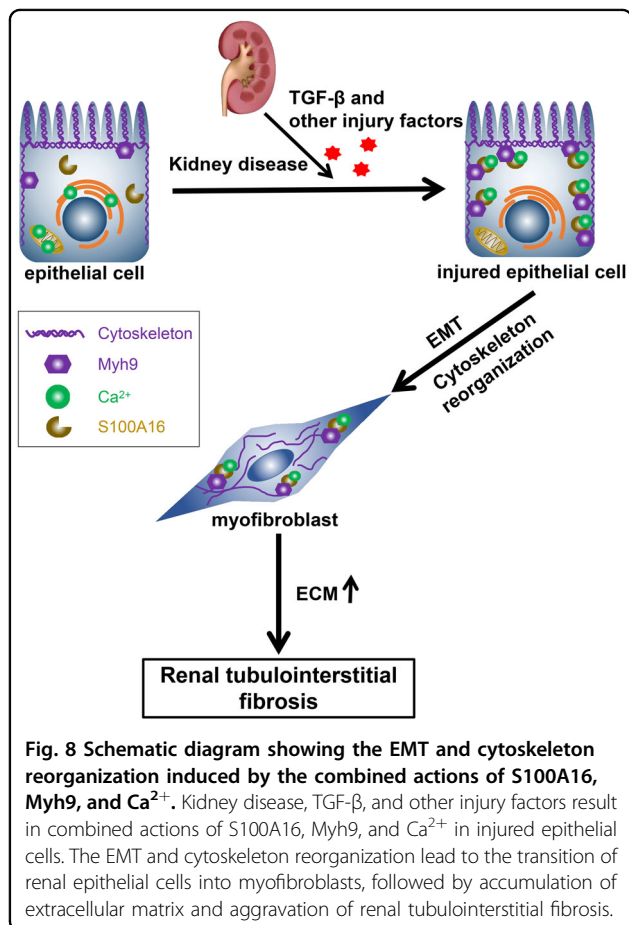 TGF-β and
other injury factors
Kidney disease
epithelial cell
injured epithelial cell
Cytoskeleton
Myh9
Ca²⁺
S100A16
EMT
Cytoskeleton
reorganization
myofibroblast
ECM ↑
Renal tubulointerstitial
fibrosis
Fig. 8 Schematic diagram showing the EMT and cytoskeleton
reorganization induced by the combined actions of S100A16,
Myh9, and Ca²⁺. Kidney disease, TGF-β, and other injury factors result
in combined actions of S100A16, Myh9, and Ca²⁺ in injured epithelial
cells. The EMT and cytoskeleton reorganization lead to the transition of
renal epithelial cells into myofibroblasts, followed by accumulation of
extracellular matrix and aggravation of renal tubulointerstitial fibrosis.